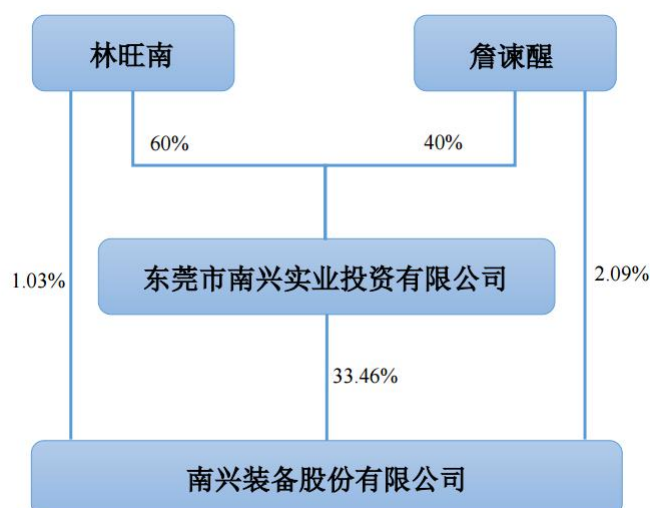 林旺南
詹谏醒
60%
40%
东莞市南兴实业投资有限公司
1.03%
2.09%
33.46%
南兴装备股份有限公司